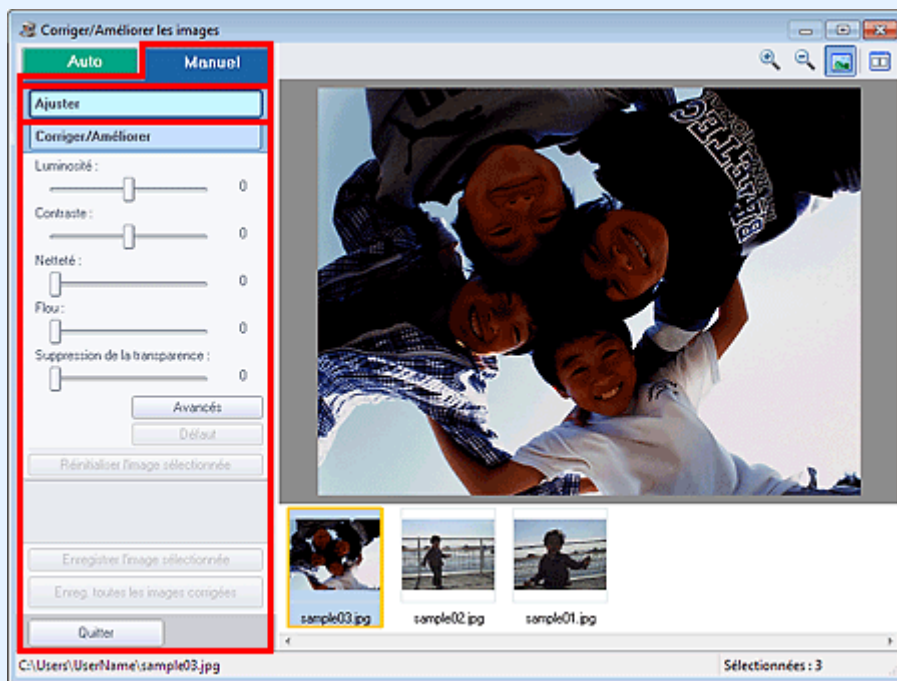 Corriger/Améliorer les images
Auto
Manuel
Ajuster
Corriger/Améliorer
Luminosité :
0
Contraste :
0
Netteté :
0
Flou :
0
Suppression de la transparence :
0
Avancés
Défaut
Réinitialiser l'image sélectionnée
Enregistrer l'image sélectionnée
Enreg. toutes les images corrigées
Quitter
sample03.jpg
sample02.jpg
sample01.jpg
C:\Users\UserName\sample03.jpg
Sélectionnées : 3